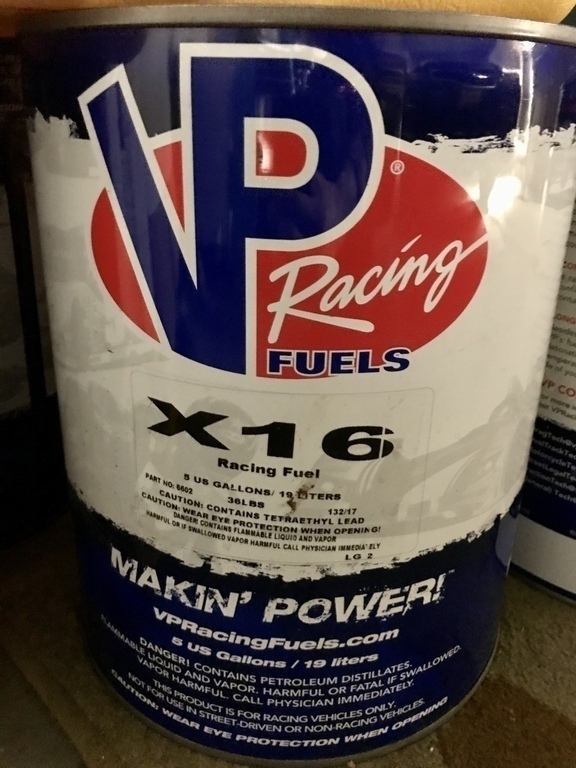 VP®
Racing
FUELS
X16
Racing Fuel
5 US GALLONS/ 19 LITERS
PART NO: 6602
36LBS
132/17
CAUTION: CONTAINS TETRAETHYL LEAD
CAUTION: WEAR EYE PROTECTION WHEN OPENING!
DANGER CONTAINS FLAMMABLE LIQUID AND VAPOR
HARMFUL OR IF SWALLOWED VAPOR HARMFUL CALL PHYSICIAN IMMEDIATELY
LG 2
MAKIN' POWER!™
VPRacingFuels.com
5 US Gallons / 19 liters
DANGER! CONTAINS PETROLEUM DISTILLATES.
FLAMMABLE LIQUID AND VAPOR. HARMFUL OR FATAL IF SWALLOWED.
VAPOR HARMFUL. CALL PHYSICIAN IMMEDIATELY.
THIS PRODUCT IS FOR RACING VEHICLES ONLY.
NOT FOR USE IN STREET-DRIVEN OR NON-RACING VEHICLES.
CAUTION: WEAR EYE PROTECTION WHEN OPENING